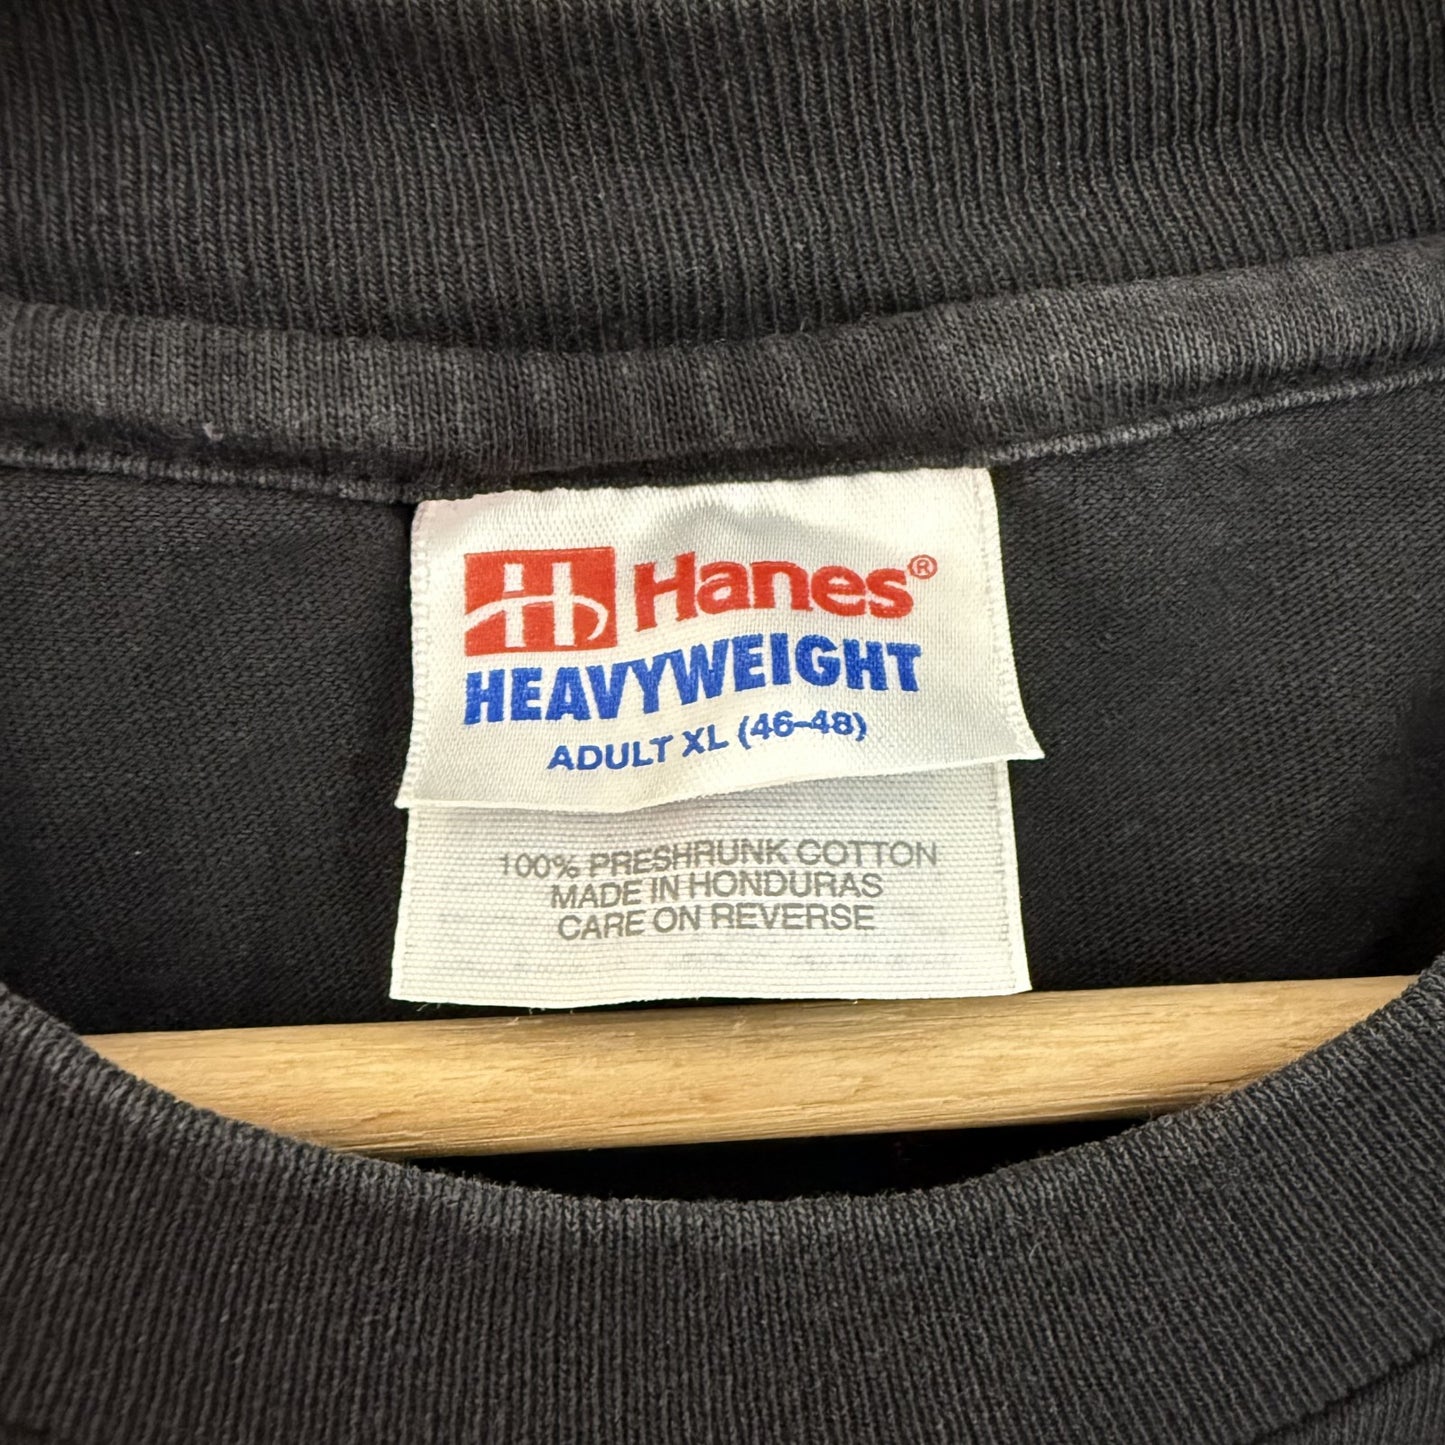 H Hanes®
HEAVYWEIGHT
ADULT XL (46-48)
100% PRESHRUNK COTTON
MADE IN HONDURAS
CARE ON REVERSE